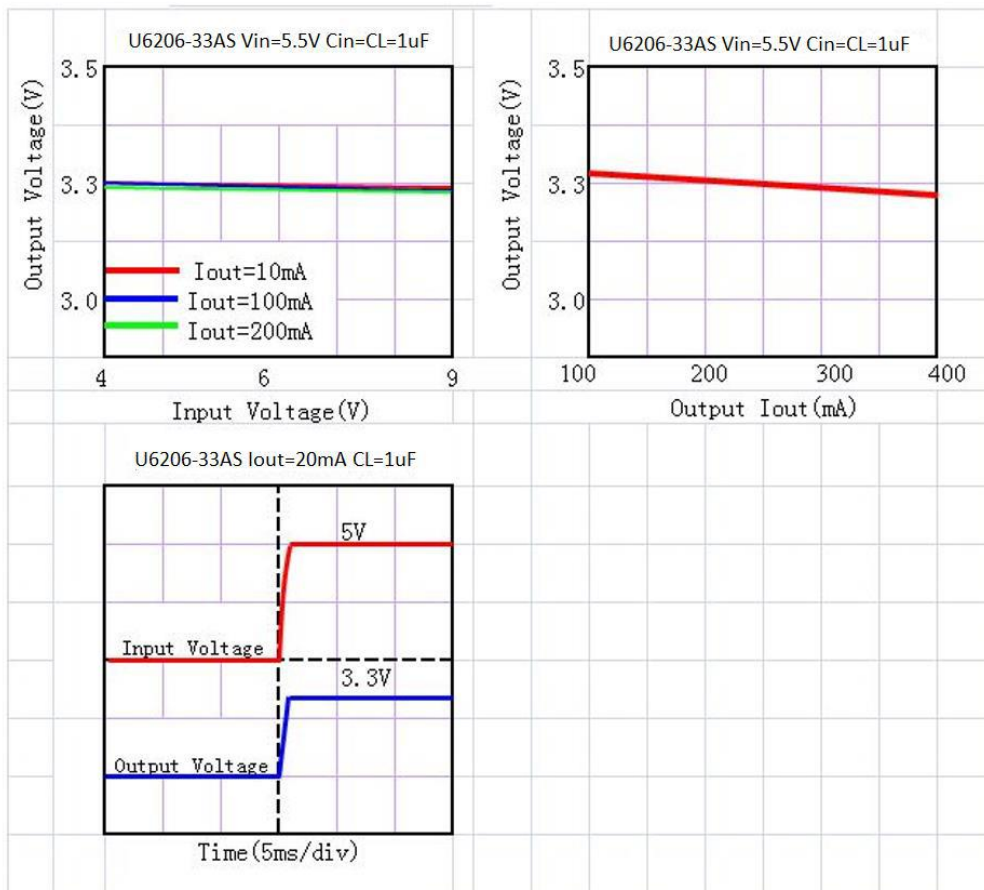 U6206-33AS Vin=5.5V Cin=CL=1uF
3.5
3.3
3.0
Output Voltage(V)
Iout=10mA
Iout=100mA
Iout=200mA
4
6
9
Input Voltage(V)
U6206-33AS Vin=5.5V Cin=CL=1uF
3.5
3.3
3.0
Output Voltage(V)
100
200
300
400
Output Iout(mA)
U6206-33AS Iout=20mA CL=1uF
5V
Input Voltage
3.3V
Output Voltage
Time(5ms/div)